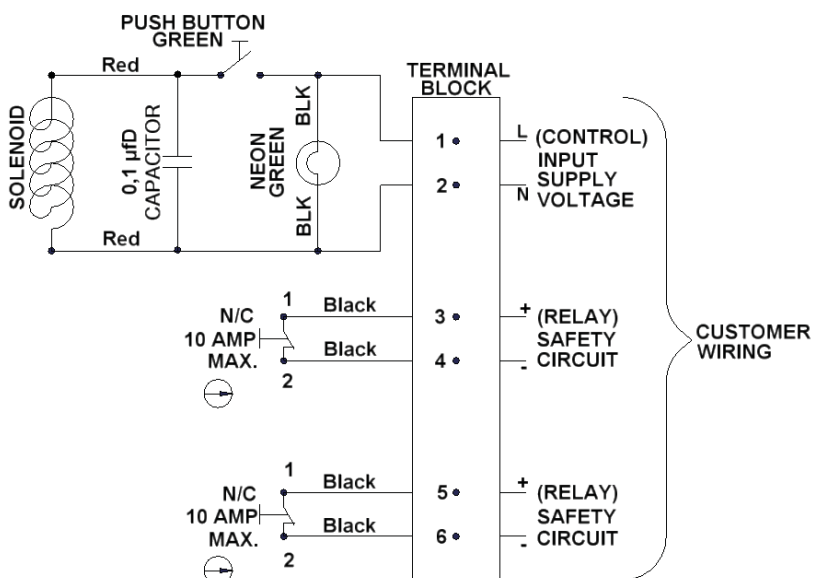 PUSH BUTTON
GREEN
Red
TERMINAL
BLOCK
SOLENOID
0,1 µfD
CAPACITOR
NEON
GREEN
BLK
BLK
Red
1
2
L (CONTROL)
INPUT
SUPPLY
N VOLTAGE
N/C
10 AMP
MAX.
1
2
Black
Black
3
4
+ (RELAY)
SAFETY
- CIRCUIT
CUSTOMER
WIRING
N/C
10 AMP
MAX.
1
2
Black
Black
5
6
+ (RELAY)
SAFETY
- CIRCUIT